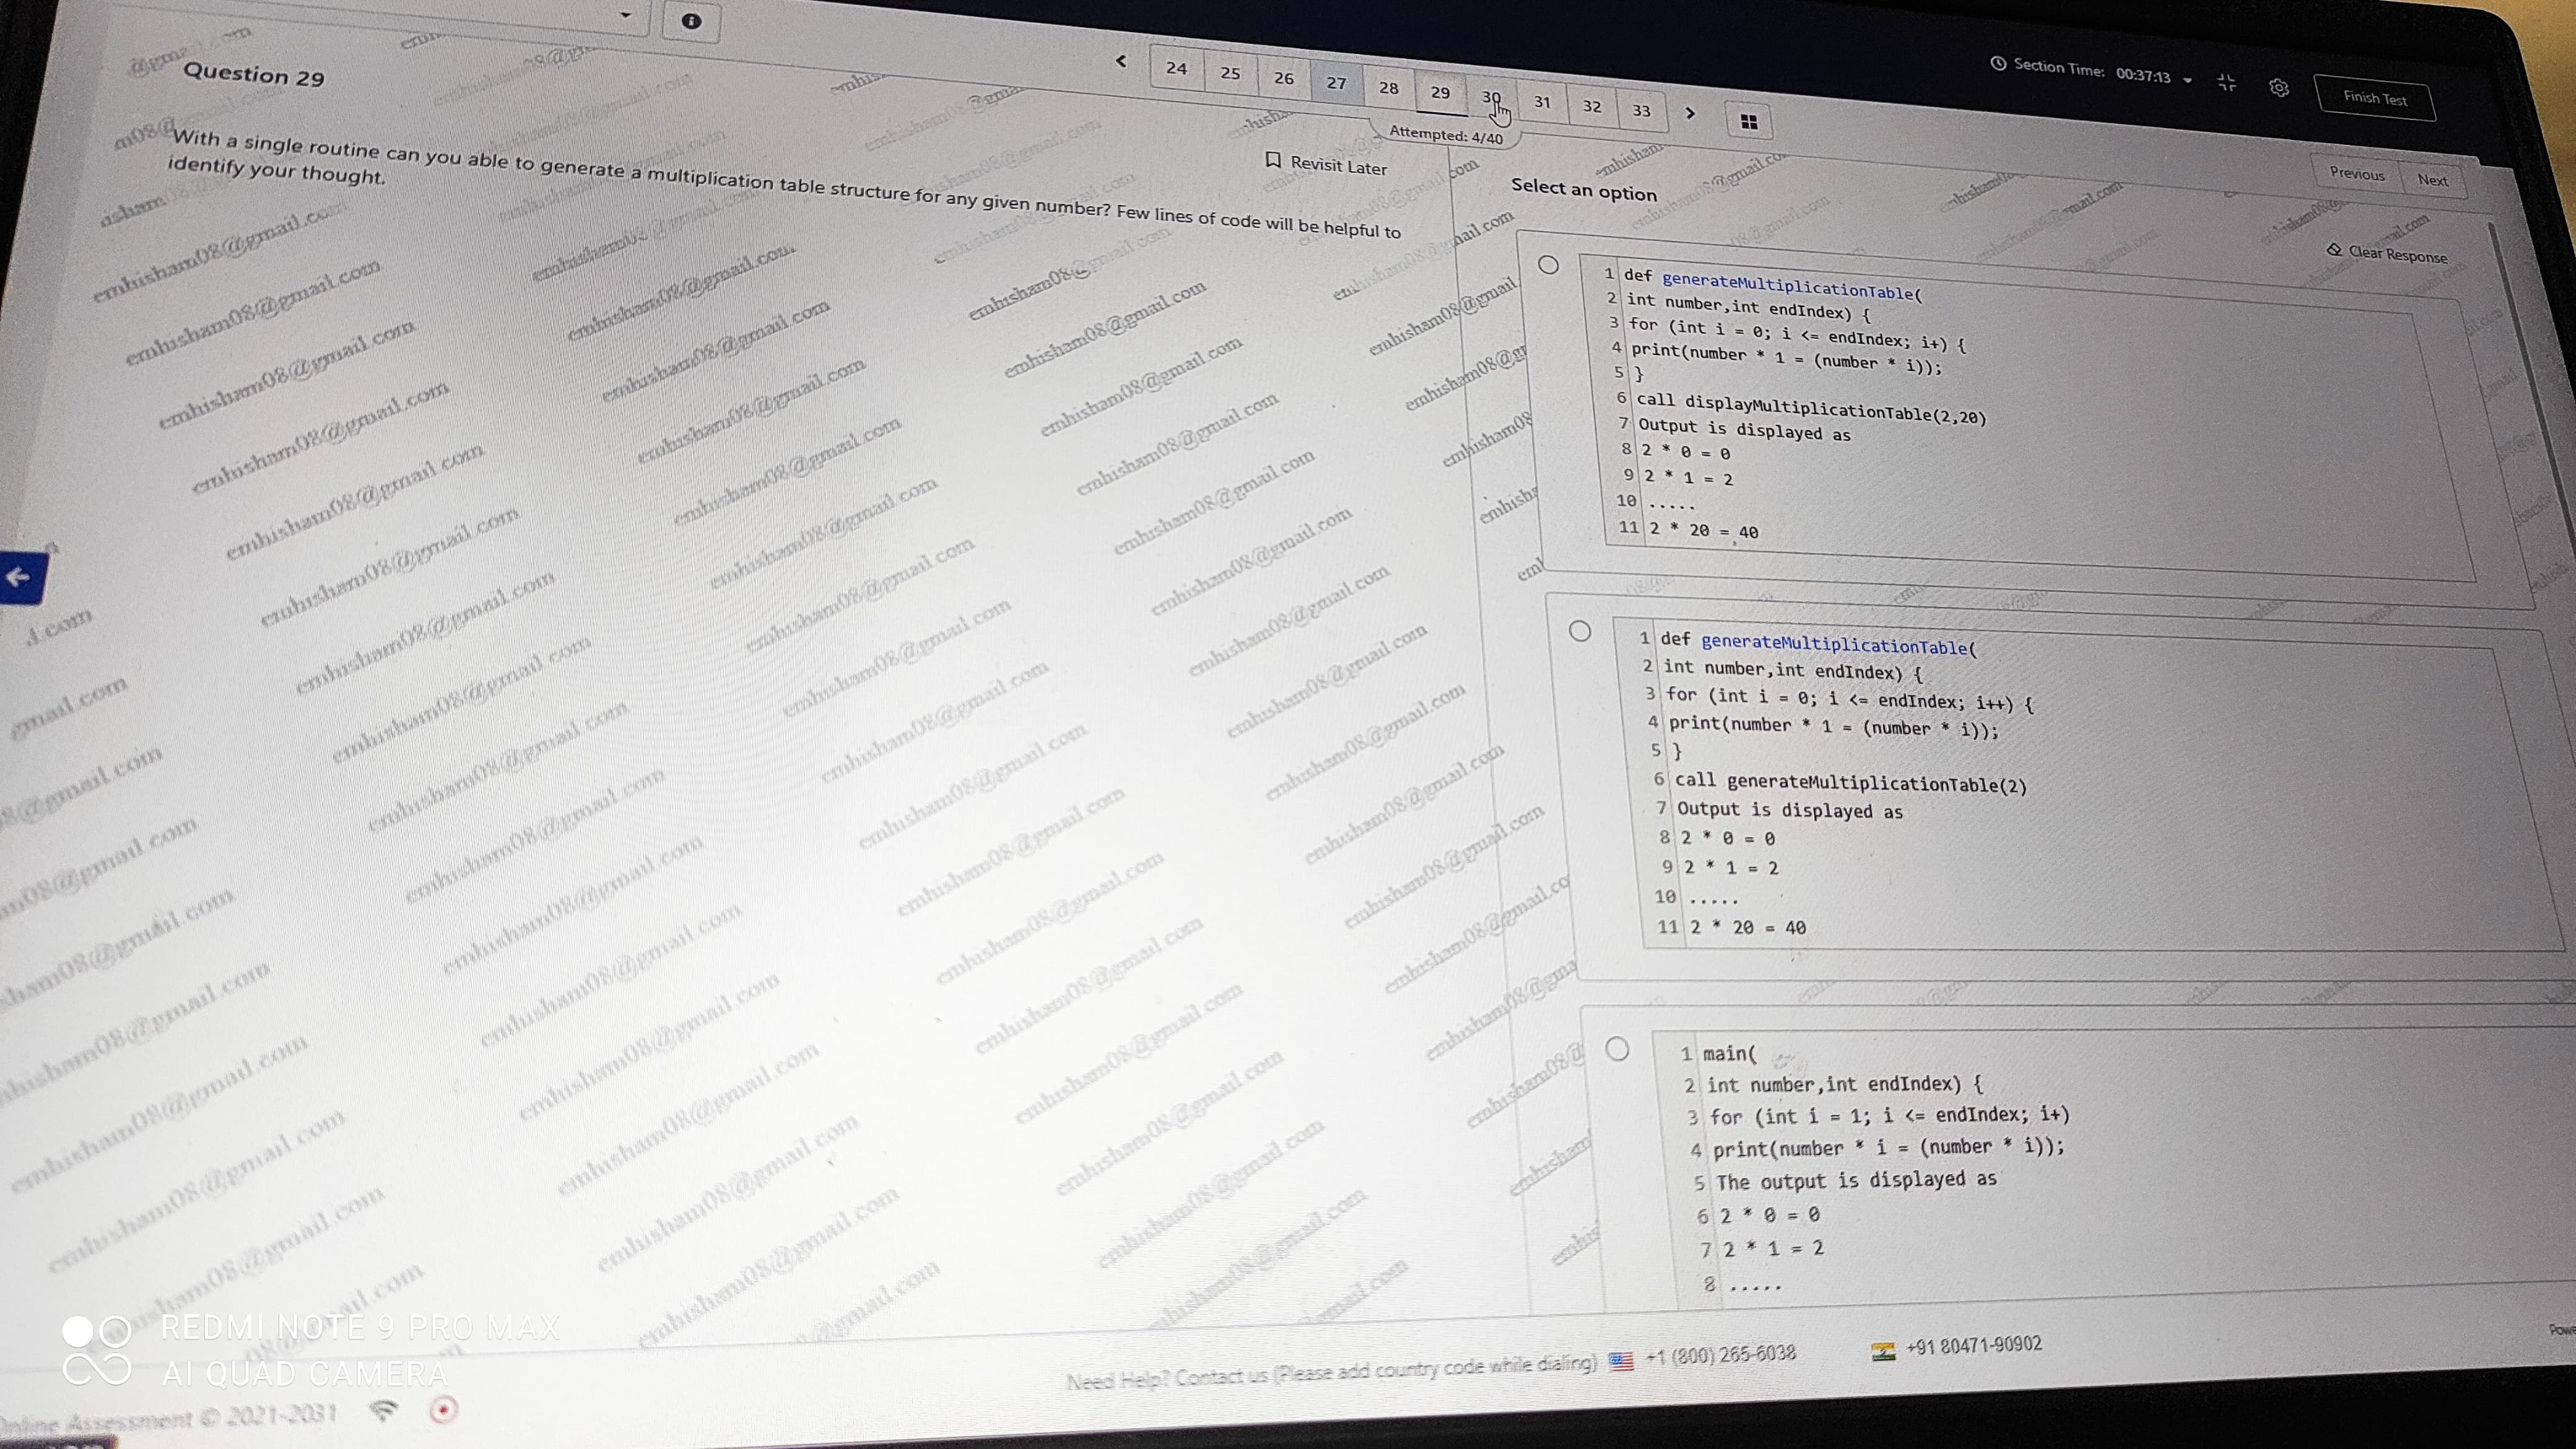 Question 29
24 25 26 27 28 29 30 31 32 33
Attempted: 4/40
Section Time: 00:37:13
Finish Test
Previous
Next
With a single routine can you able to generate a multiplication table structure for any given number? Few lines of code will be helpful to
identify your thought.
Revisit Later
Select an option
Clear Response
1 def generateMultiplicationTable(
2 int number,int endIndex) {
3 for (int i = 0; i <= endIndex; i+) {
4 print(number * 1 = (number * i));
5 }
6 call displayMultiplicationTable(2,20)
7 Output is displayed as
8 2 * 0 = 0
9 2 * 1 = 2
10 .....
11 2 * 20 = 40
1 def generateMultiplicationTable(
2 int number,int endIndex) {
3 for (int i = 0; i <= endIndex; i++) {
4 print(number * 1 = (number * i));
5 }
6 call generateMultiplicationTable(2)
7 Output is displayed as
8 2 * 0 = 0
9 2 * 1 = 2
10 .....
11 2 * 20 = 40
1 main(
2 int number,int endIndex) {
3 for (int i = 1; i <= endIndex; i+)
4 print(number * i = (number * i));
5 The output is displayed as
6 2 * 0 = 0
7 2 * 1 = 2
8 .....
emhisham08@gmail.com
REDMI NOTE 9 PRO MAX
AI QUAD CAMERA
Need Help? Contact us (Please add country code while dialing) +1 (800) 265-6038 +91 80471-90902
Online Assessment © 2021-2031